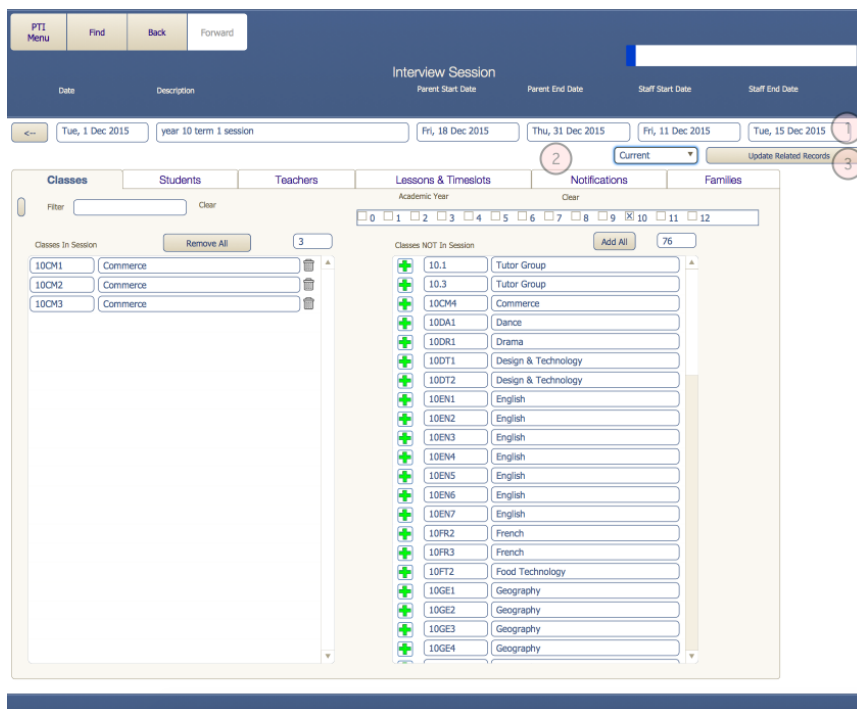 PTI Menu Find Back Forward
Interview Session
Date Description Parent Start Date Parent End Date Staff Start Date Staff End Date
<-- Tue, 1 Dec 2015 year 10 term 1 session Fri, 18 Dec 2015 Thu, 31 Dec 2015 Fri, 11 Dec 2015 Tue, 15 Dec 2015 1
2 Current Update Related Records 3
Classes Students Teachers Lessons & Timeslots Notifications Families
Filter Clear Academic Year Clear
0 1 2 3 4 5 6 7 8 9 10 11 12
Classes In Session Remove All 3 Classes NOT In Session Add All 76
10CM1 Commerce 10.1 Tutor Group
10CM2 Commerce 10.3 Tutor Group
10CM3 Commerce 10CM4 Commerce
10DA1 Dance
10DR1 Drama
10DT1 Design & Technology
10DT2 Design & Technology
10EN1 English
10EN2 English
10EN3 English
10EN4 English
10EN5 English
10EN6 English
10EN7 English
10FR2 French
10FR3 French
10FT2 Food Technology
10GE1 Geography
10GE2 Geography
10GE3 Geography
10GE4 Geography